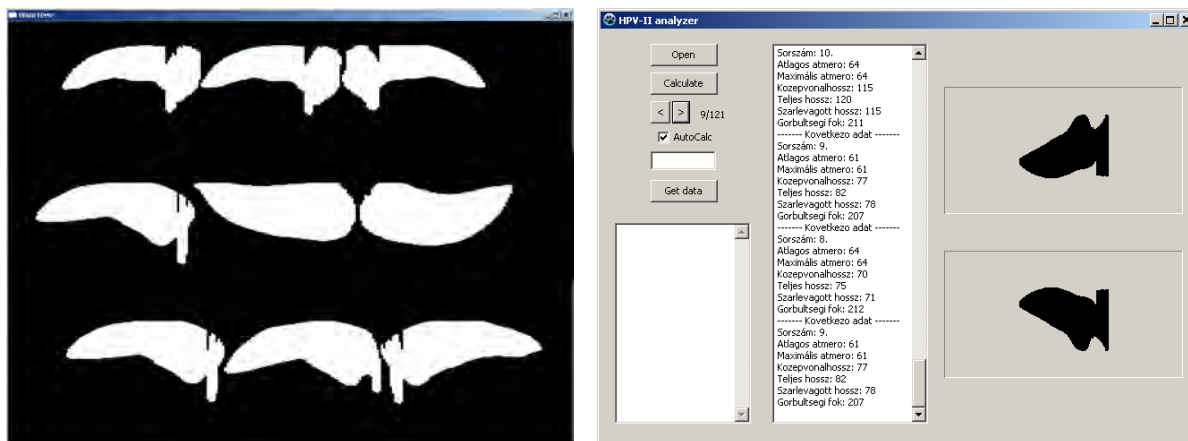 HPV-II analyzer
Open
Calculate
< > 9/121
AutoCalc
Get data
Sorszám: 10.
Atlagos atmero: 64
Maximális atmero: 64
Kozepvonalhossz: 115
Teljes hossz: 120
Szarlevagott hossz: 115
Gorbultsegi fok: 211
------- Kovetkezo adat -------
Sorszám: 9.
Atlagos atmero: 61
Maximális atmero: 61
Kozepvonalhossz: 77
Teljes hossz: 82
Szarlevagott hossz: 78
Gorbultsegi fok: 207
------- Kovetkezo adat -------
Sorszám: 8.
Atlagos atmero: 64
Maximális atmero: 64
Kozepvonalhossz: 70
Teljes hossz: 75
Szarlevagott hossz: 71
Gorbultsegi fok: 212
------- Kovetkezo adat -------
Sorszám: 9.
Atlagos atmero: 61
Maximális atmero: 61
Kozepvonalhossz: 77
Teljes hossz: 82
Szarlevagott hossz: 78
Gorbultsegi fok: 207